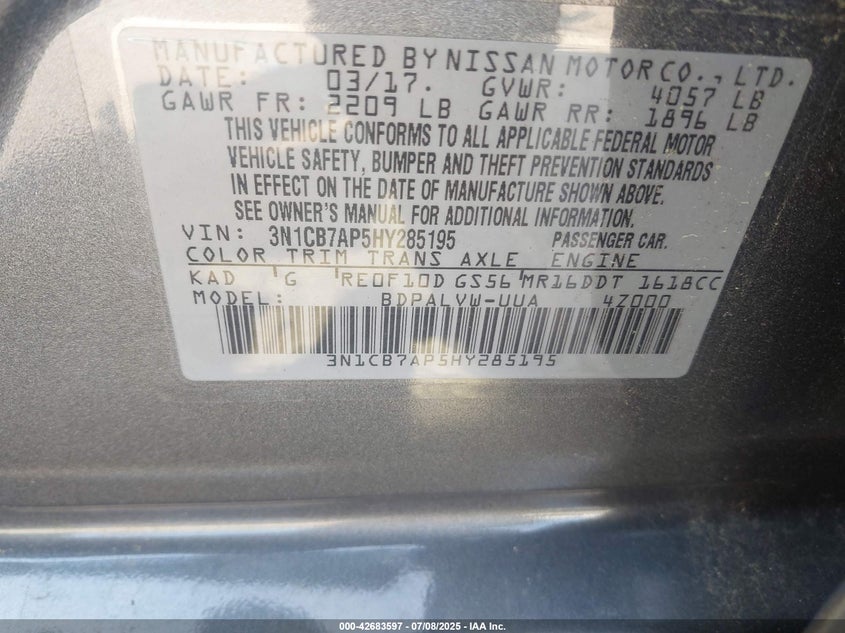 MANUFACTURED BY NISSAN MOTOR CO., LTD.
DATE: 03/17. GVWR: 4057 LB
GAWR FR: 2209 LB GAWR RR: 1896 LB
THIS VEHICLE CONFORMS TO ALL APPLICABLE FEDERAL MOTOR
VEHICLE SAFETY, BUMPER AND THEFT PREVENTION STANDARDS
IN EFFECT ON THE DATE OF MANUFACTURE SHOWN ABOVE.
SEE OWNER'S MANUAL FOR ADDITIONAL INFORMATION.
VIN: 3N1CB7AP5HY285195 PASSENGER CAR.
COLOR TRIM TRANS AXLE ENGINE
KAD G RE0F10D GS56 MR16DDT 1618CC
MODEL: BDPALVW-UUA 4Z000
3N1CB7AP5HY285195
000-42683597 - 07/08/2025 - IAA Inc.